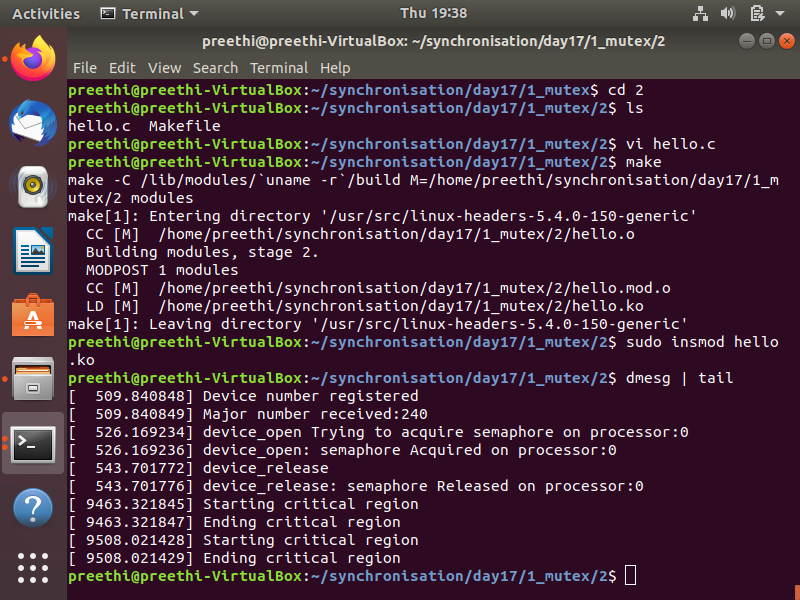 Activities Terminal Thu 19:38
preethi@preethi-VirtualBox: ~/synchronisation/day17/1_mutex/2
File Edit View Search Terminal Help
preethi@preethi-VirtualBox:~/synchronisation/day17/1_mutex$ cd 2
preethi@preethi-VirtualBox:~/synchronisation/day17/1_mutex/2$ ls
hello.c  Makefile
preethi@preethi-VirtualBox:~/synchronisation/day17/1_mutex/2$ vi hello.c
preethi@preethi-VirtualBox:~/synchronisation/day17/1_mutex/2$ make
make -C /lib/modules/`uname -r`/build M=/home/preethi/synchronisation/day17/1_m
utex/2 modules
make[1]: Entering directory '/usr/src/linux-headers-5.4.0-150-generic'
  CC [M]  /home/preethi/synchronisation/day17/1_mutex/2/hello.o
  Building modules, stage 2.
  MODPOST 1 modules
  CC [M]  /home/preethi/synchronisation/day17/1_mutex/2/hello.mod.o
  LD [M]  /home/preethi/synchronisation/day17/1_mutex/2/hello.ko
make[1]: Leaving directory '/usr/src/linux-headers-5.4.0-150-generic'
preethi@preethi-VirtualBox:~/synchronisation/day17/1_mutex/2$ sudo insmod hello
.ko
preethi@preethi-VirtualBox:~/synchronisation/day17/1_mutex/2$ dmesg | tail
[  509.840848] Device number registered
[  509.840849] Major number received:240
[  526.169234] device_open Trying to acquire semaphore on processor:0
[  526.169236] device_open: semaphore Acquired on processor:0
[  543.701772] device_release
[  543.701776] device_release: semaphore Released on processor:0
[ 9463.321845] Starting critical region
[ 9463.321847] Ending critical region
[ 9508.021428] Starting critical region
[ 9508.021429] Ending critical region
preethi@preethi-VirtualBox:~/synchronisation/day17/1_mutex/2$